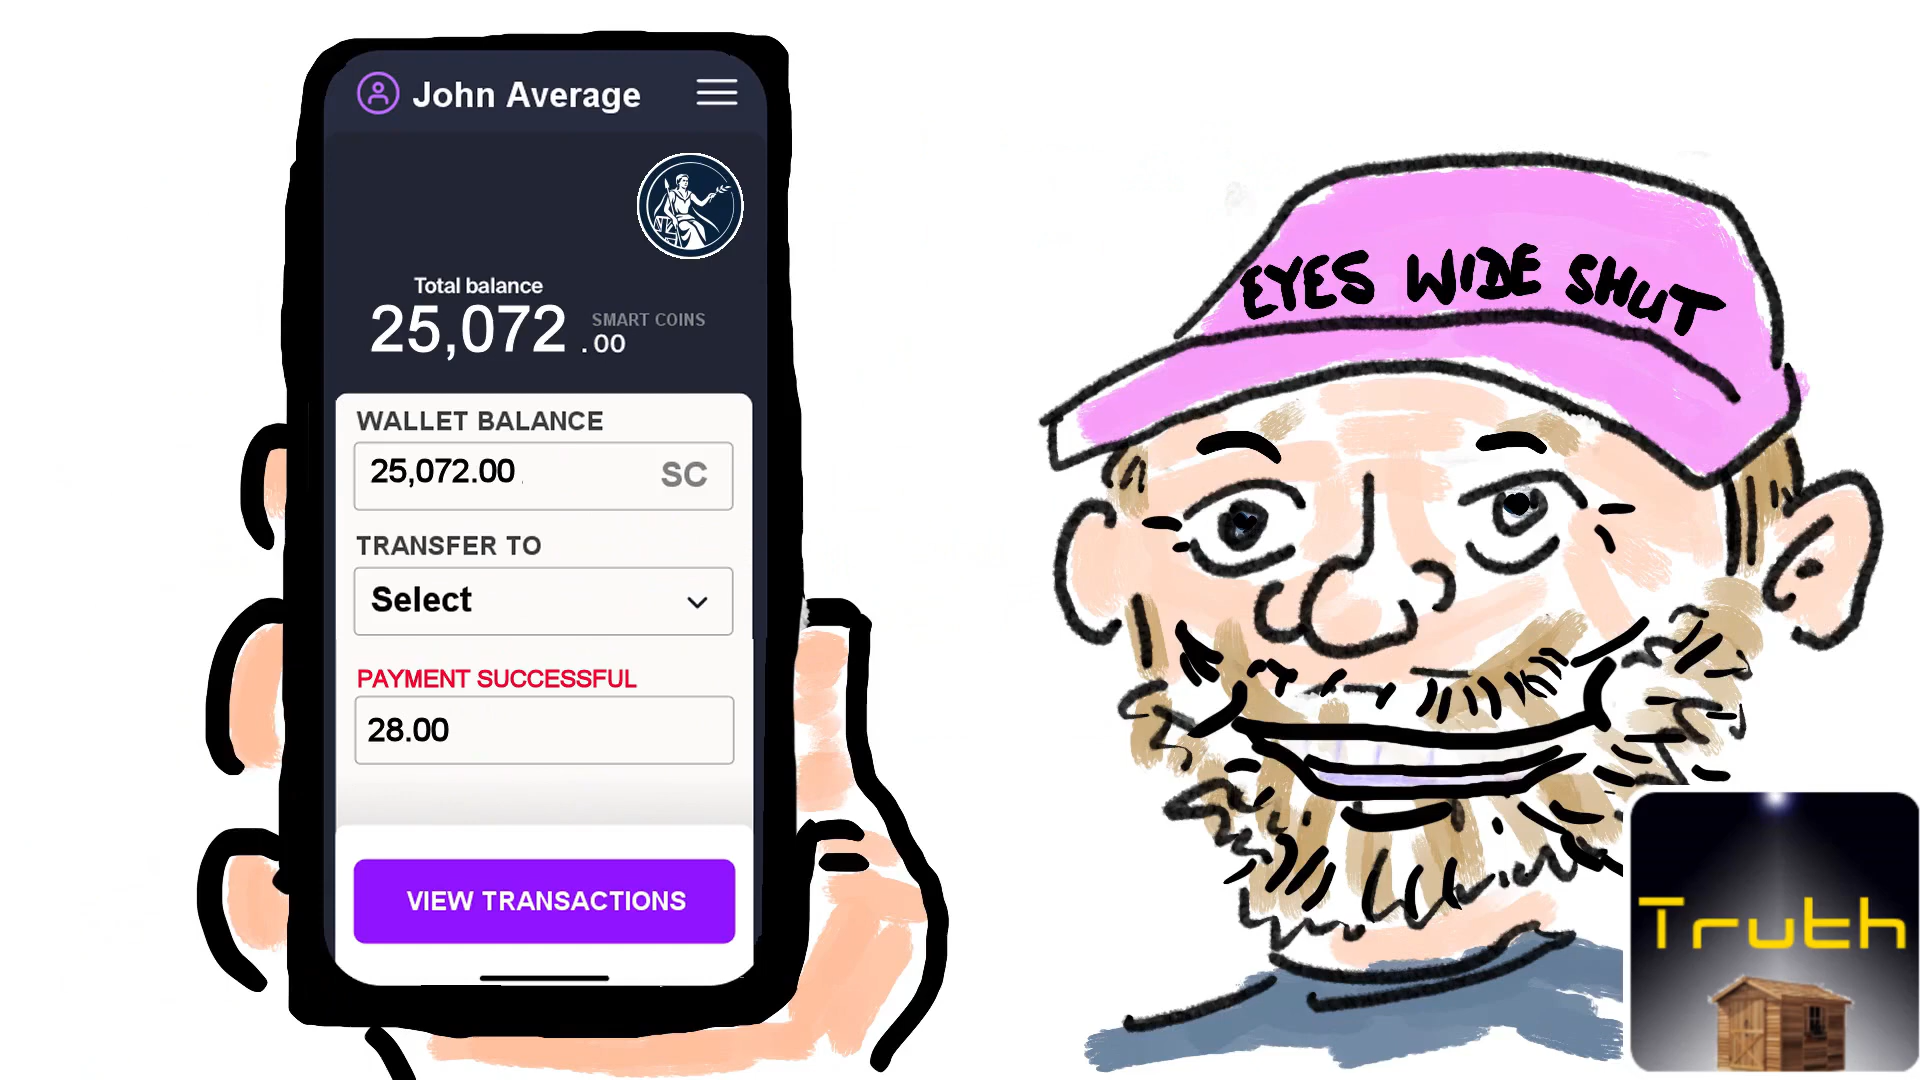 John Average
Total balance
25,072.00 SMART COINS
WALLET BALANCE
25,072.00 SC
TRANSFER TO
Select
PAYMENT SUCCESSFUL
28.00
VIEW TRANSACTIONS
EYES WIDE SHUT
Truth